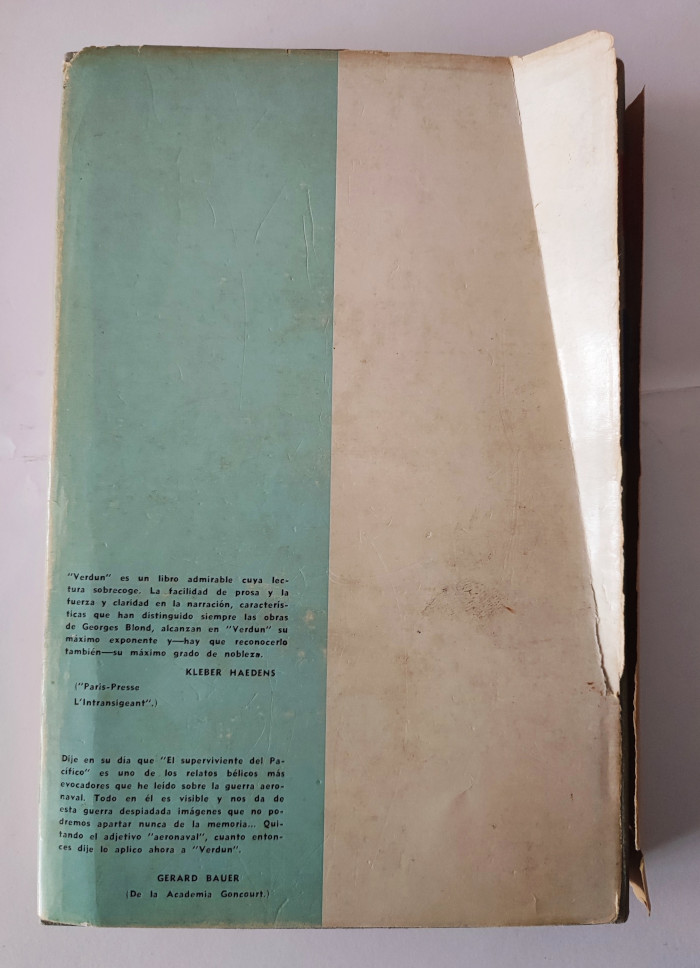 "Verdun" es un libro admirable cuya lec-
tura sobrecoge. La facilidad de prosa y la
fuerza y claridad en la narración, caracterís-
ticas que han distinguido siempre las obras
de Georges Blond, alcanzan en "Verdun" su
máximo exponente y—hay que reconocerlo
también—su máximo grado de nobleza.
KLEBER HAEDENS
("Paris-Presse
L'Intransigeant".)
Dije en su día que "El superviviente del Pa-
cífico" es uno de los relatos bélicos más
evocadores que he leído sobre la guerra aero-
naval. Todo en él es visible y nos da de
esta guerra despiadada imágenes que no po-
dremos apartar nunca de la memoria... Qui-
tando el adjetivo "aeronaval", cuanto enton-
ces dije lo aplico ahora a "Verdun".
GERARD BAUER
(De la Academia Goncourt.)